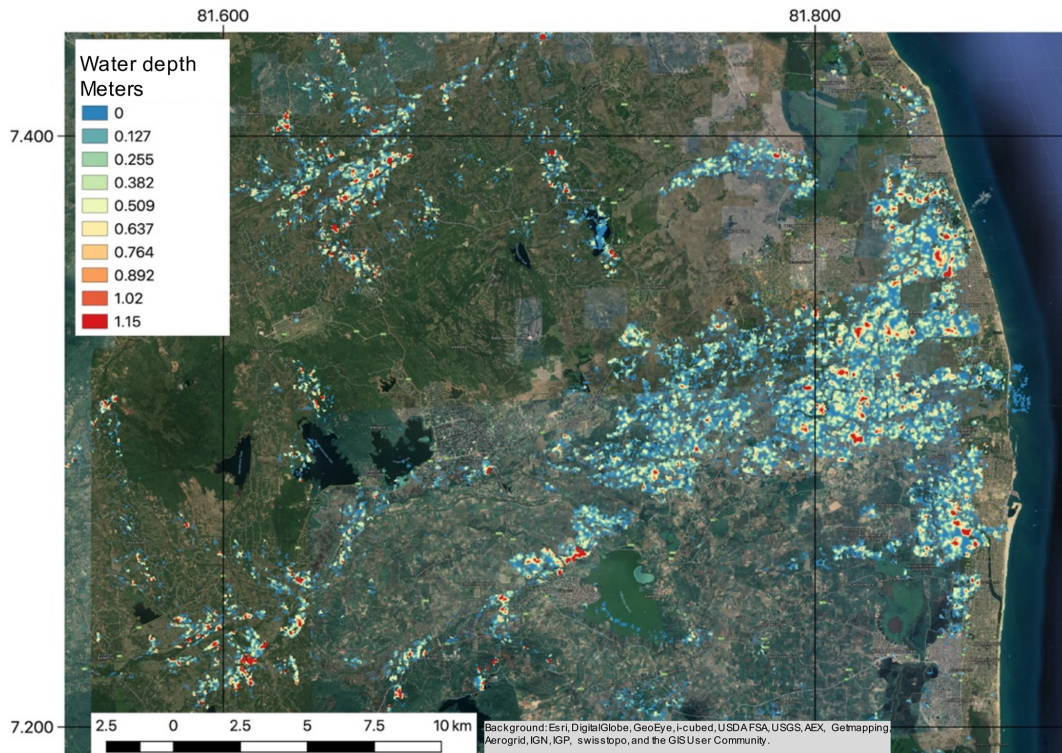 81.600
81.800
Water depth
Meters
0
0.127
0.255
0.382
0.509
0.637
0.764
0.892
1.02
1.15
7.400
7.200
2.5 0 2.5 5 7.5 10 km
Background: Esri, DigitalGlobe, GeoEye, i-cubed, USDA FSA, USGS, AEX, Getmapping,
Aerogrid, IGN, IGP, swisstopo, and the GIS User Community.